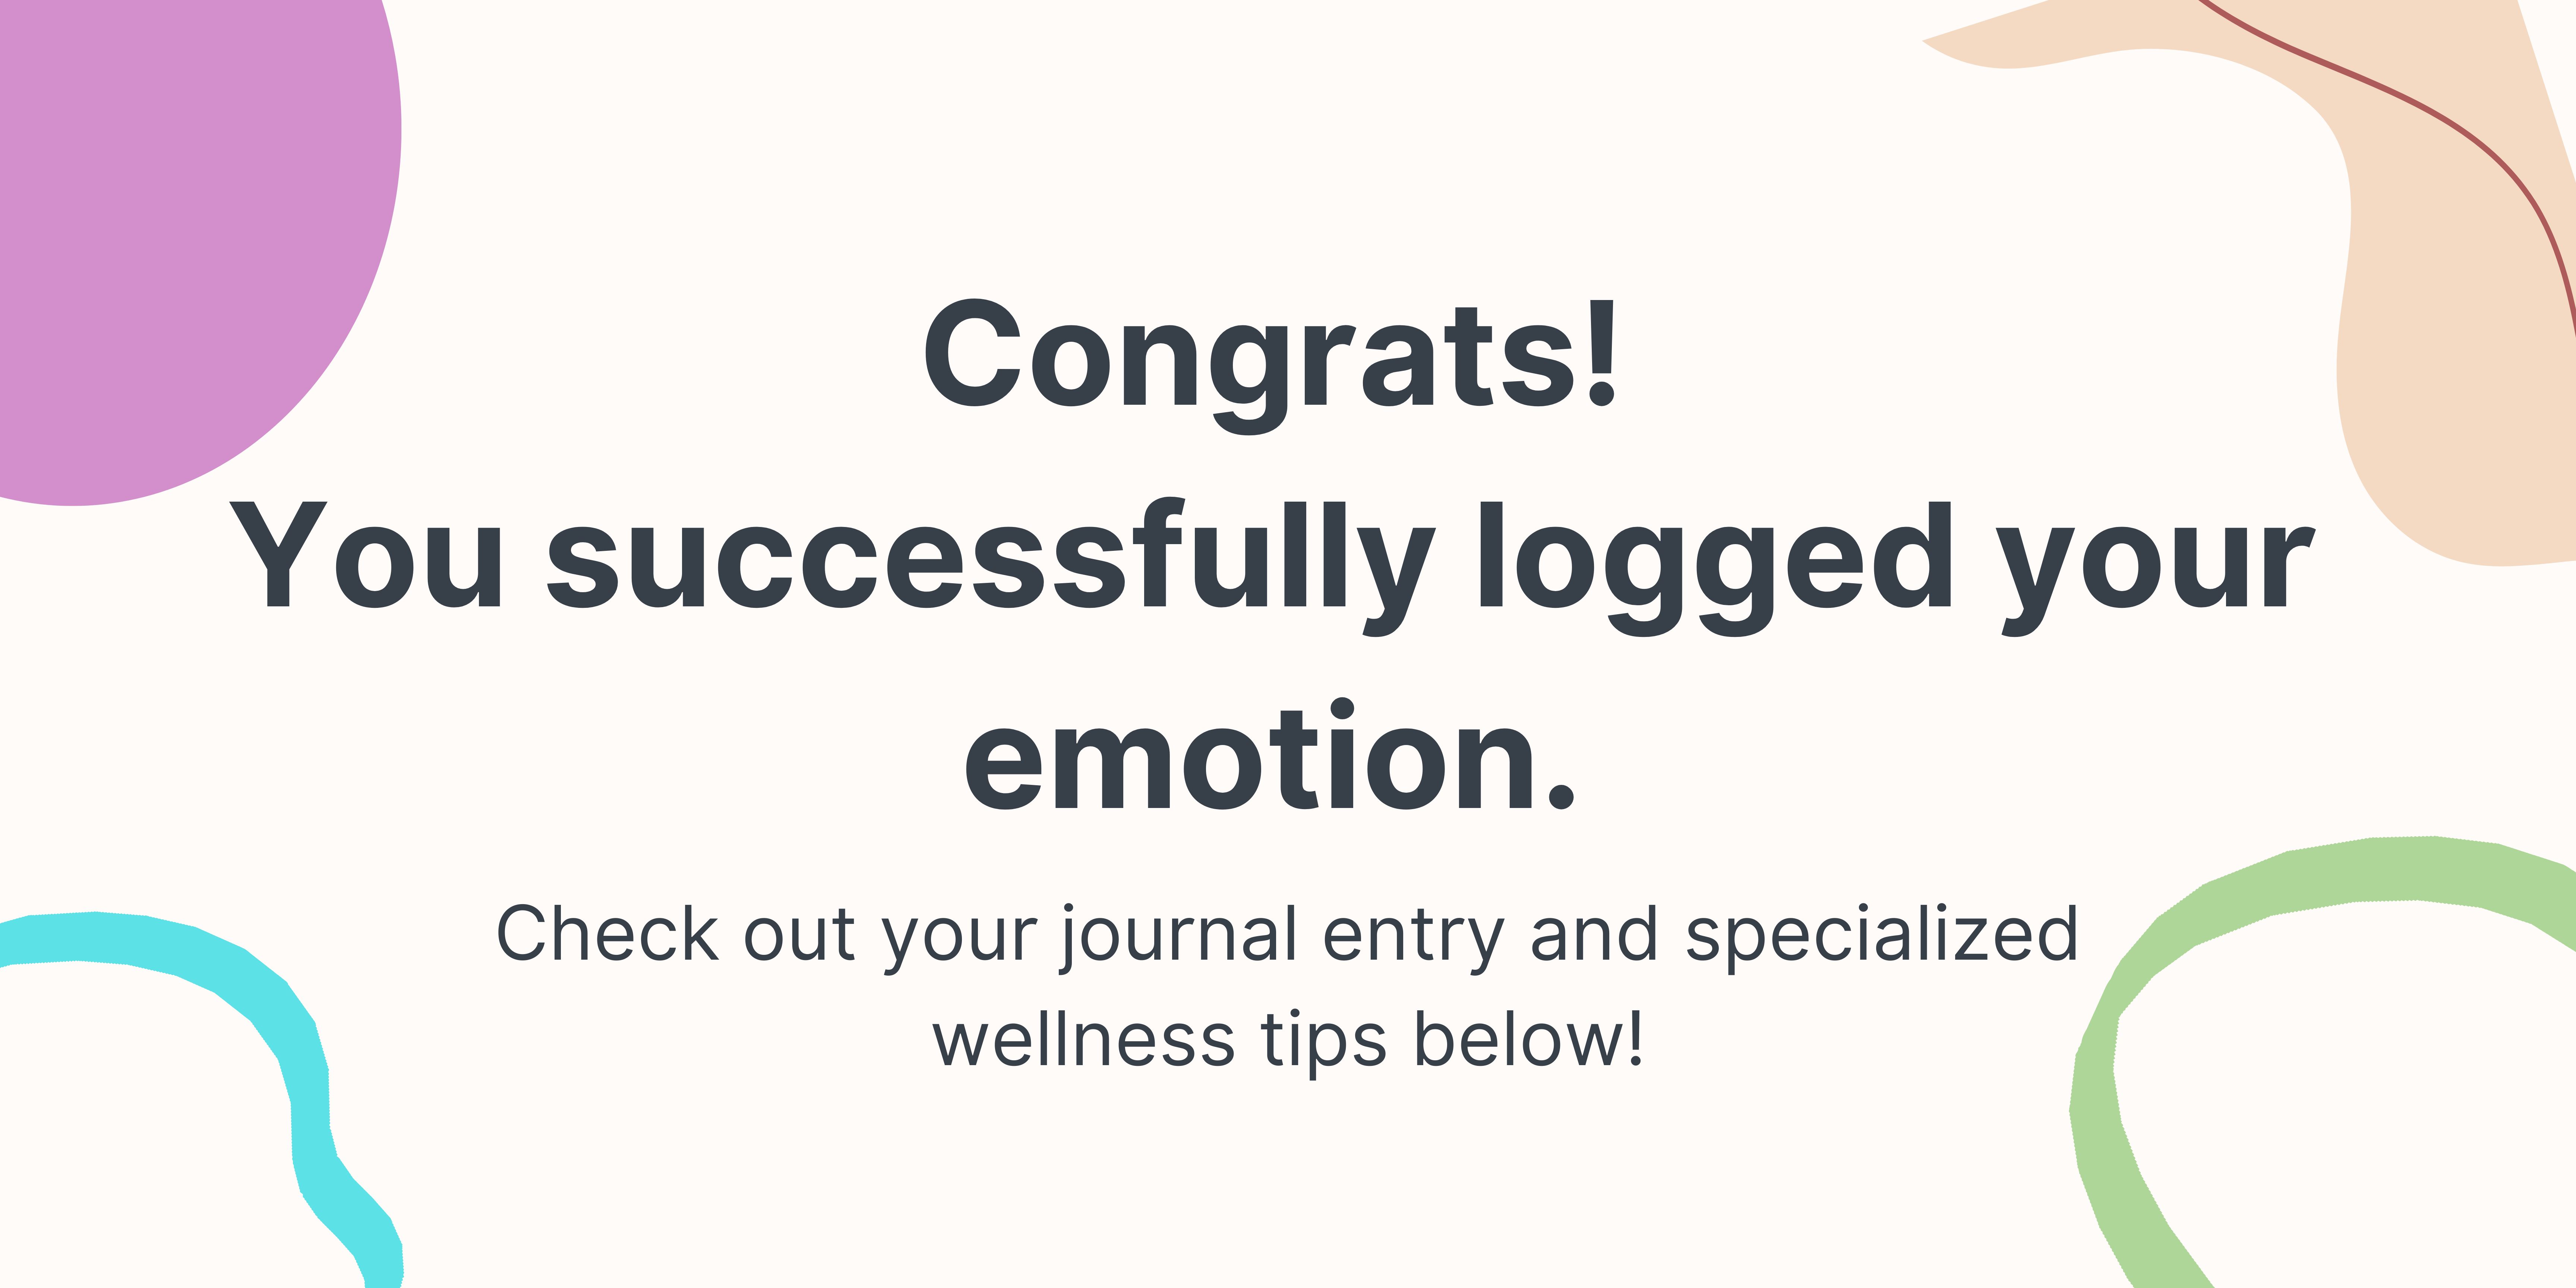 Congrats!
You successfully logged your
emotion.
Check out your journal entry and specialized
wellness tips below!